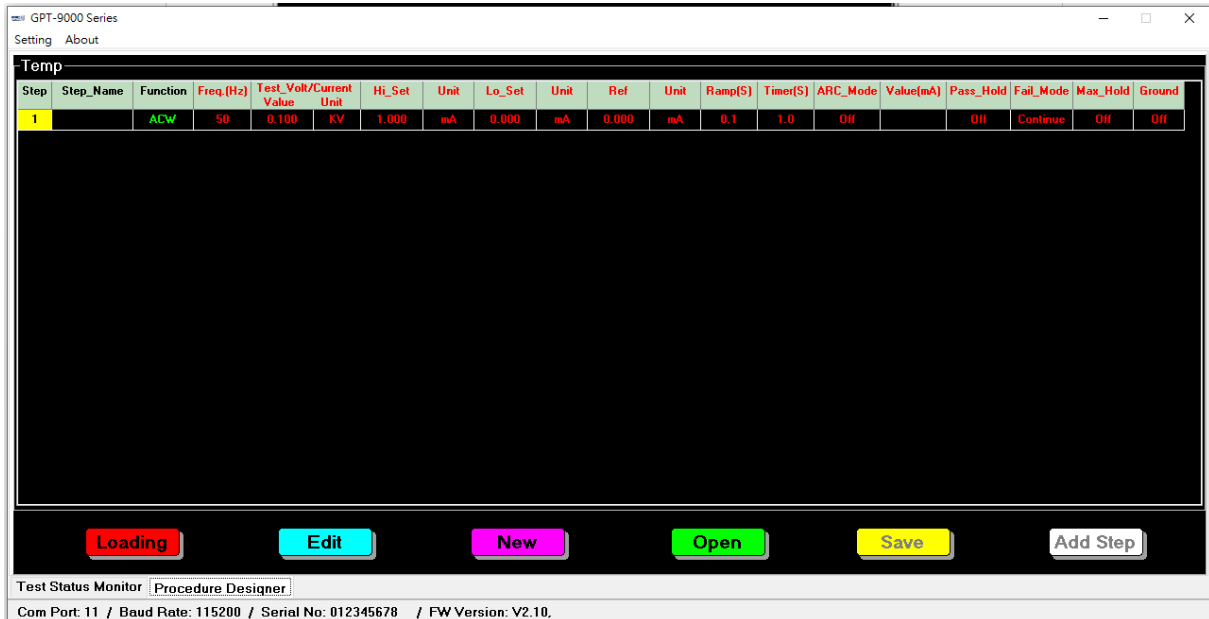 GPT-9000 Series
Setting About
Temp
Step Step_Name Function Freq.(Hz) Test_Volt/Current Value Unit Hi_Set Unit Lo_Set Unit Ref Unit Ramp(S) Timer(S) ARC_Mode Value(mA) Pass_Hold Fail_Mode Max_Hold Ground
1 ACW 50 0.100 KV 1.000 mA 0.000 mA 0.000 mA 0.1 1.0 Off Off Continue Off Off
Loading Edit New Open Save Add Step
Test Status Monitor Procedure Designer
Com Port: 11 / Baud Rate: 115200 / Serial No: 012345678 / FW Version: V2.10,